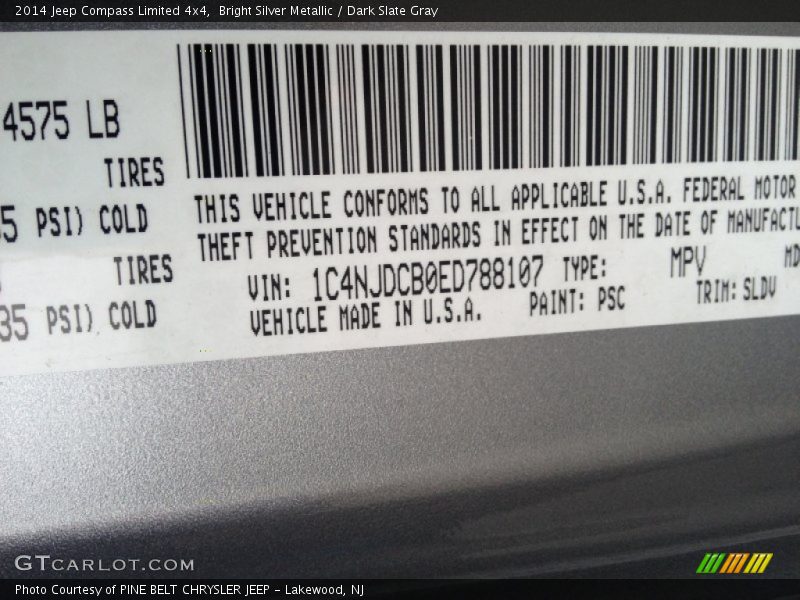 2014 Jeep Compass Limited 4x4, Bright Silver Metallic / Dark Slate Gray
4575 LB
TIRES
35 PSI) COLD
TIRES
35 PSI) COLD
THIS VEHICLE CONFORMS TO ALL APPLICABLE U.S.A. FEDERAL MOTOR
THEFT PREVENTION STANDARDS IN EFFECT ON THE DATE OF MANUFACTU
VIN: 1C4NJDCB0ED788107 TYPE: MPV MD
VEHICLE MADE IN U.S.A. PAINT: PSC TRIM: SLDV
GTCARLOT.COM
Photo Courtesy of PINE BELT CHRYSLER JEEP - Lakewood, NJ